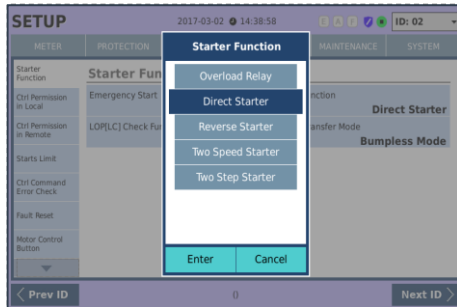 SETUP
2017-03-02 14:38:58
ID: 02
METER
PROTECTION
MAINTENANCE
SYSTEM
Starter Function
Overload Relay
Direct Starter
Reverse Starter
Two Speed Starter
Two Step Starter
Enter
Cancel
Starter
Function
Ctrl Permission
in Local
Ctrl Permission
in Remote
Starts Limit
Ctrl Command
Error Check
Fault Reset
Motor Control
Button
Starter Fun
Emergency Start
nction
Direct Starter
LOP[LC] Check Fun
ansfer Mode
Bumpless Mode
Prev ID
Next ID